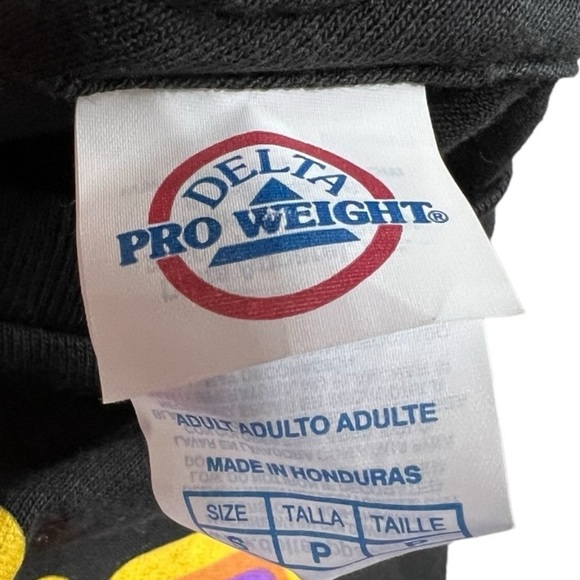 DELTA
PRO WEIGHT®
ADULT ADULTO ADULTE
MADE IN HONDURAS
SIZE TALLA TAILLE
S P P